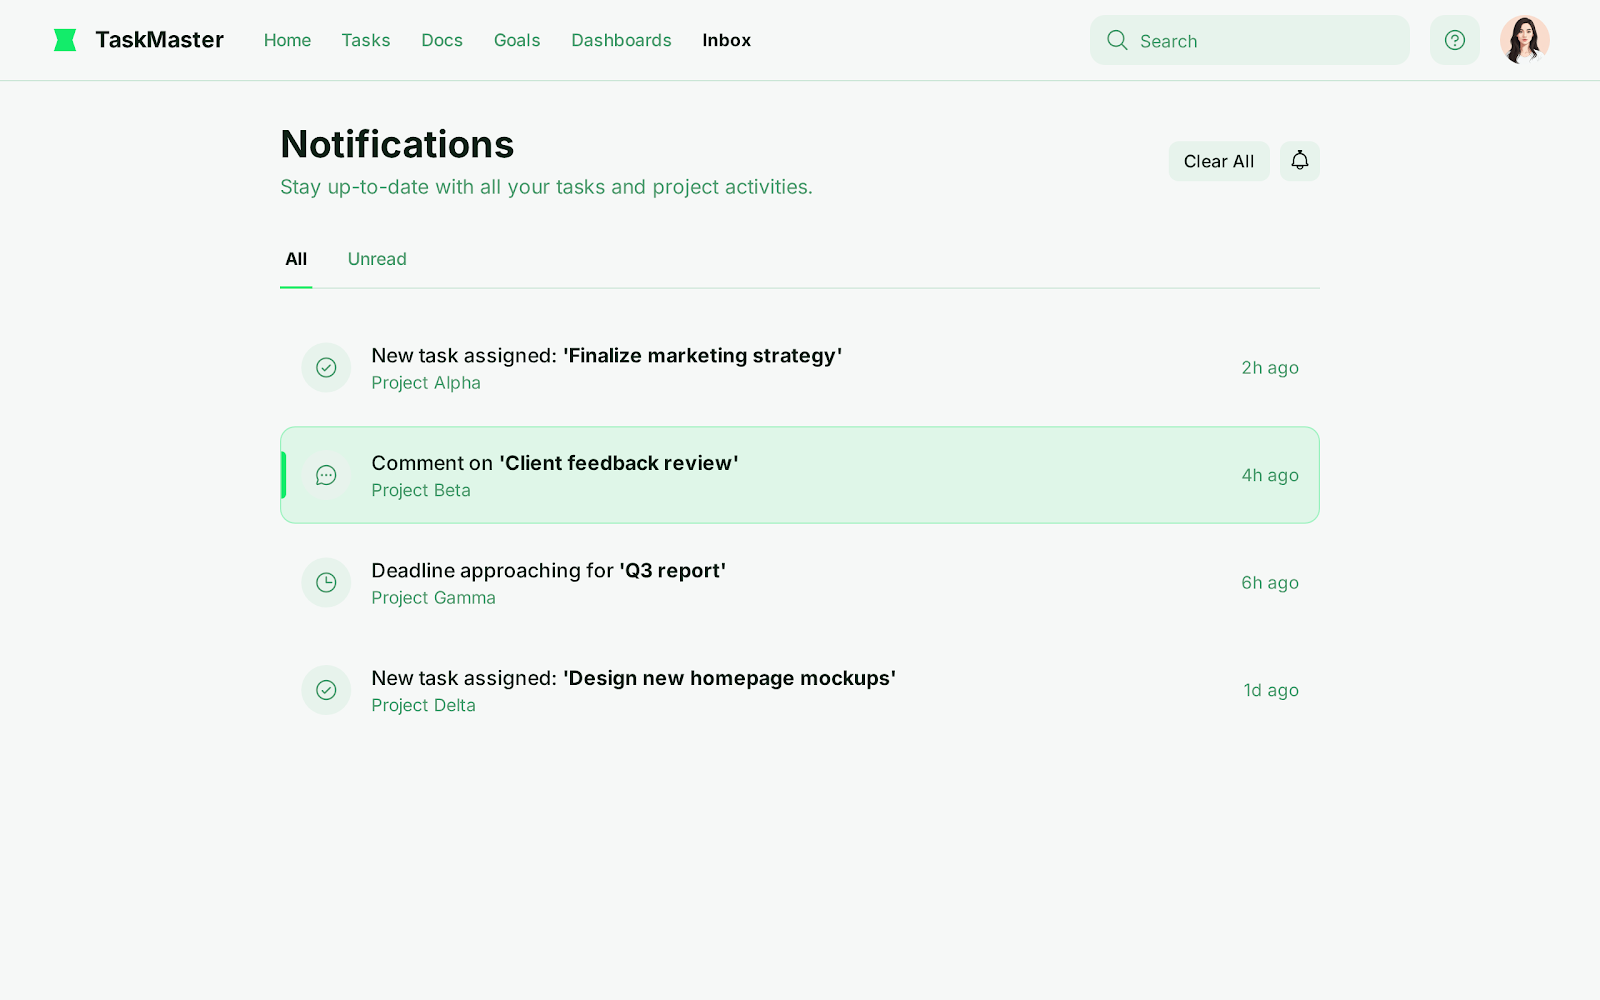 TaskMaster
Home
Tasks
Docs
Goals
Dashboards
Inbox
Search
Notifications
Stay up-to-date with all your tasks and project activities.
Clear All
All
Unread
New task assigned: 'Finalize marketing strategy'
Project Alpha
2h ago
Comment on 'Client feedback review'
Project Beta
4h ago
Deadline approaching for 'Q3 report'
Project Gamma
6h ago
New task assigned: 'Design new homepage mockups'
Project Delta
1d ago